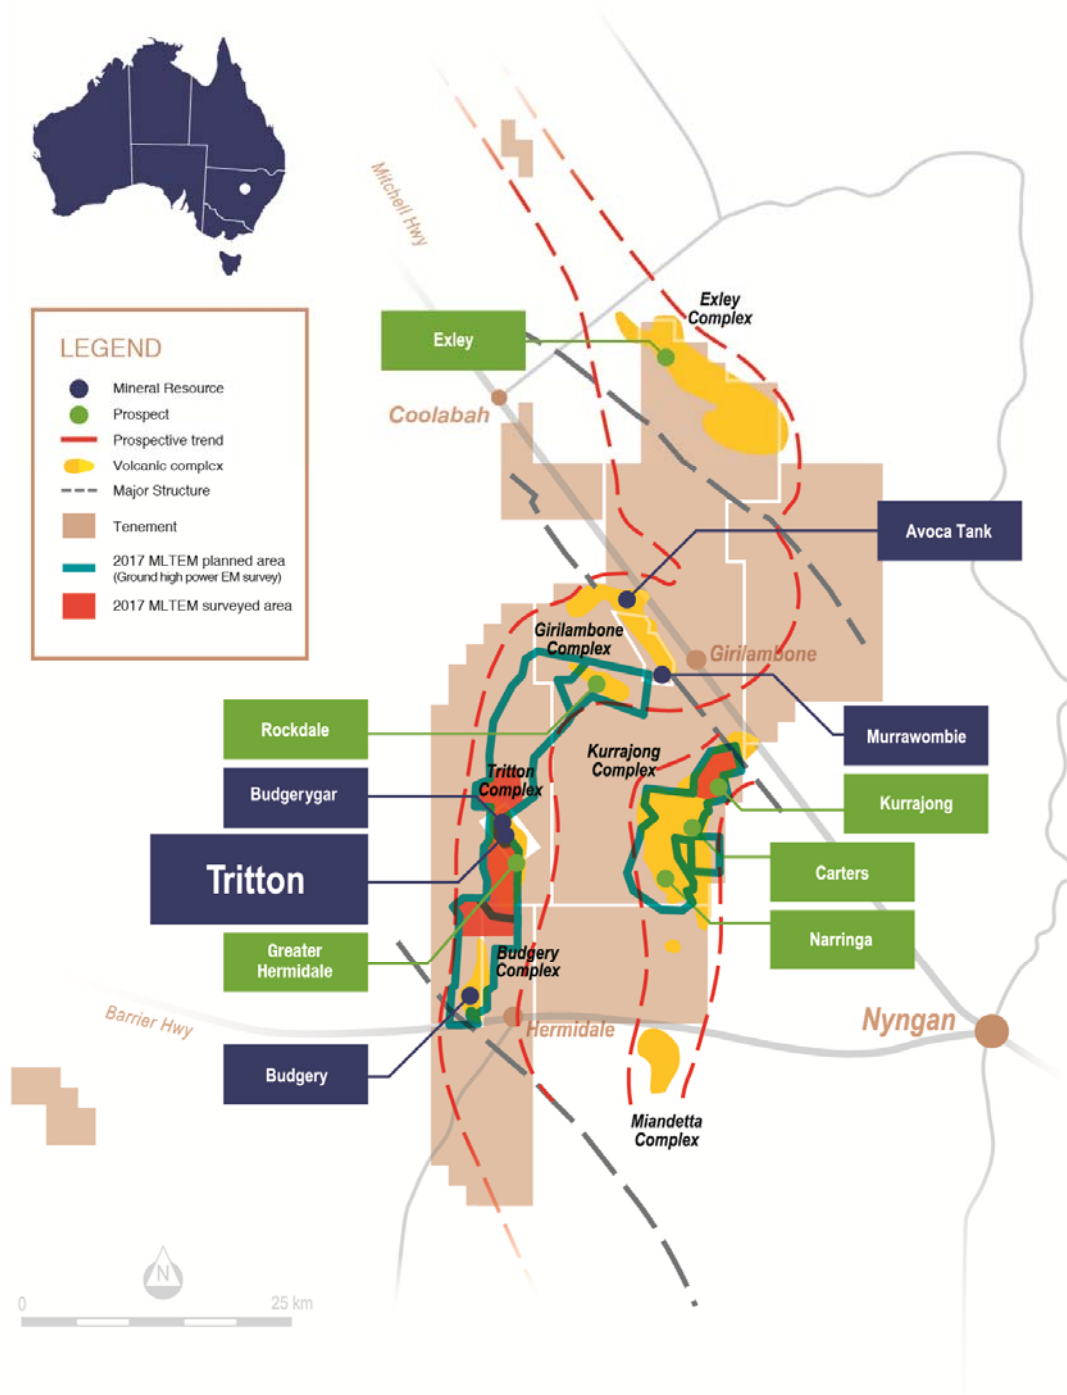 Mitchell Hwy
Exley
Complex
Exley
LEGEND
Mineral Resource
Prospect
Prospective trend
Volcanic complex
Major Structure
Tenement
2017 MLTEM planned area
(Ground high power EM survey)
2017 MLTEM surveyed area
Coolabah
Avoca Tank
Girilambone
Complex
Girilambone
Rockdale
Murrawombie
Kurrajong
Complex
Tritton
Complex
Budgerygar
Kurrajong
Tritton
Carters
Greater
Hermidale
Narringa
Budgery
Complex
Barrier Hwy
Hermidale
Nyngan
Budgery
Miandetta
Complex
N
0
25 km